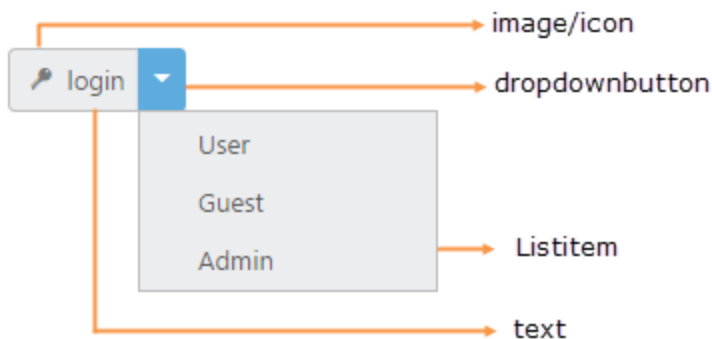 image/icon
login
dropdownbutton
User
Guest
Admin
Listitem
text